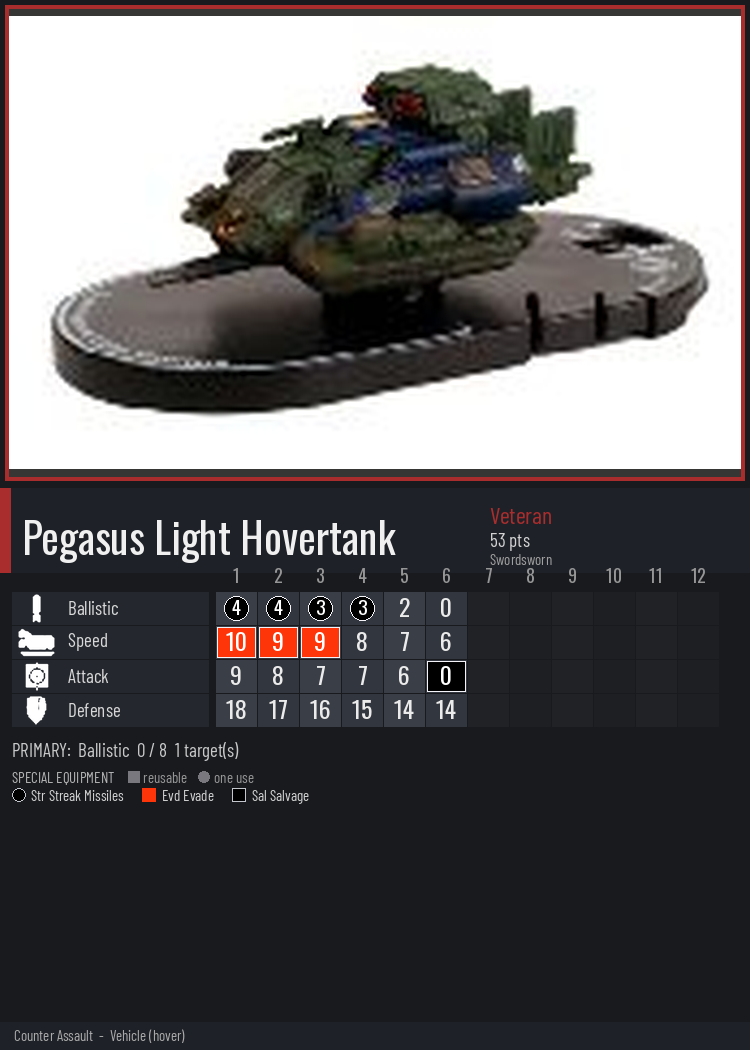 Pegasus Light Hovertank
Veteran
53 pts
Swordsworn
1 2 3 4 5 6 7 8 9 10 11 12
Ballistic 4 4 3 3 2 0
Speed 10 9 9 8 7 6
Attack 9 8 7 7 6 0
Defense 18 17 16 15 14 14
PRIMARY: Ballistic 0 / 8 1 target(s)
SPECIAL EQUIPMENT reusable one use
Str Streak Missiles Evd Evade Sal Salvage
Counter Assault - Vehicle (hover)